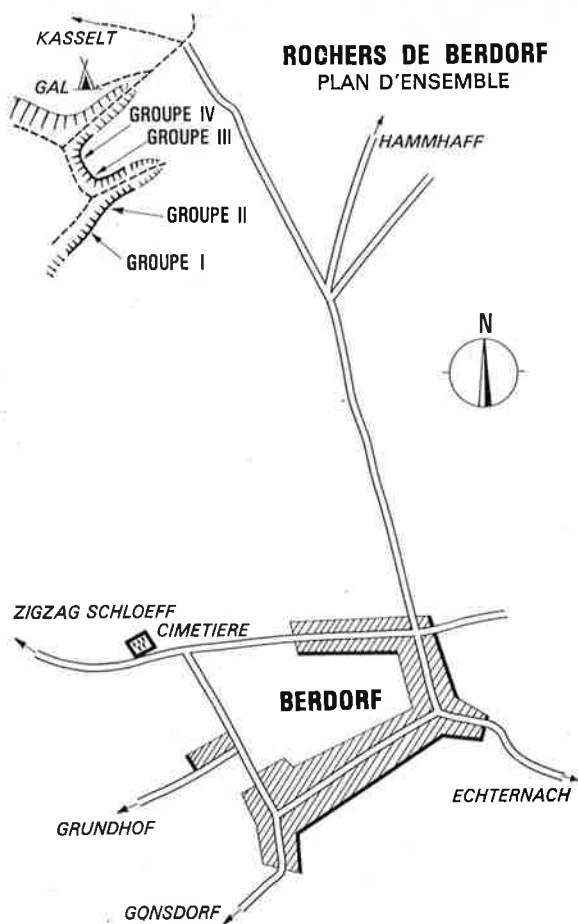 KASSELT
ROCHERS DE BERDORF
PLAN D'ENSEMBLE
GAL
GROUPE IV
GROUPE III
HAMMHAFF
GROUPE II
GROUPE I
N
ZIGZAG SCHLOEFF
CIMETIERE
BERDORF
ECHTERNACH
GRUNDHOF
GONSDORF